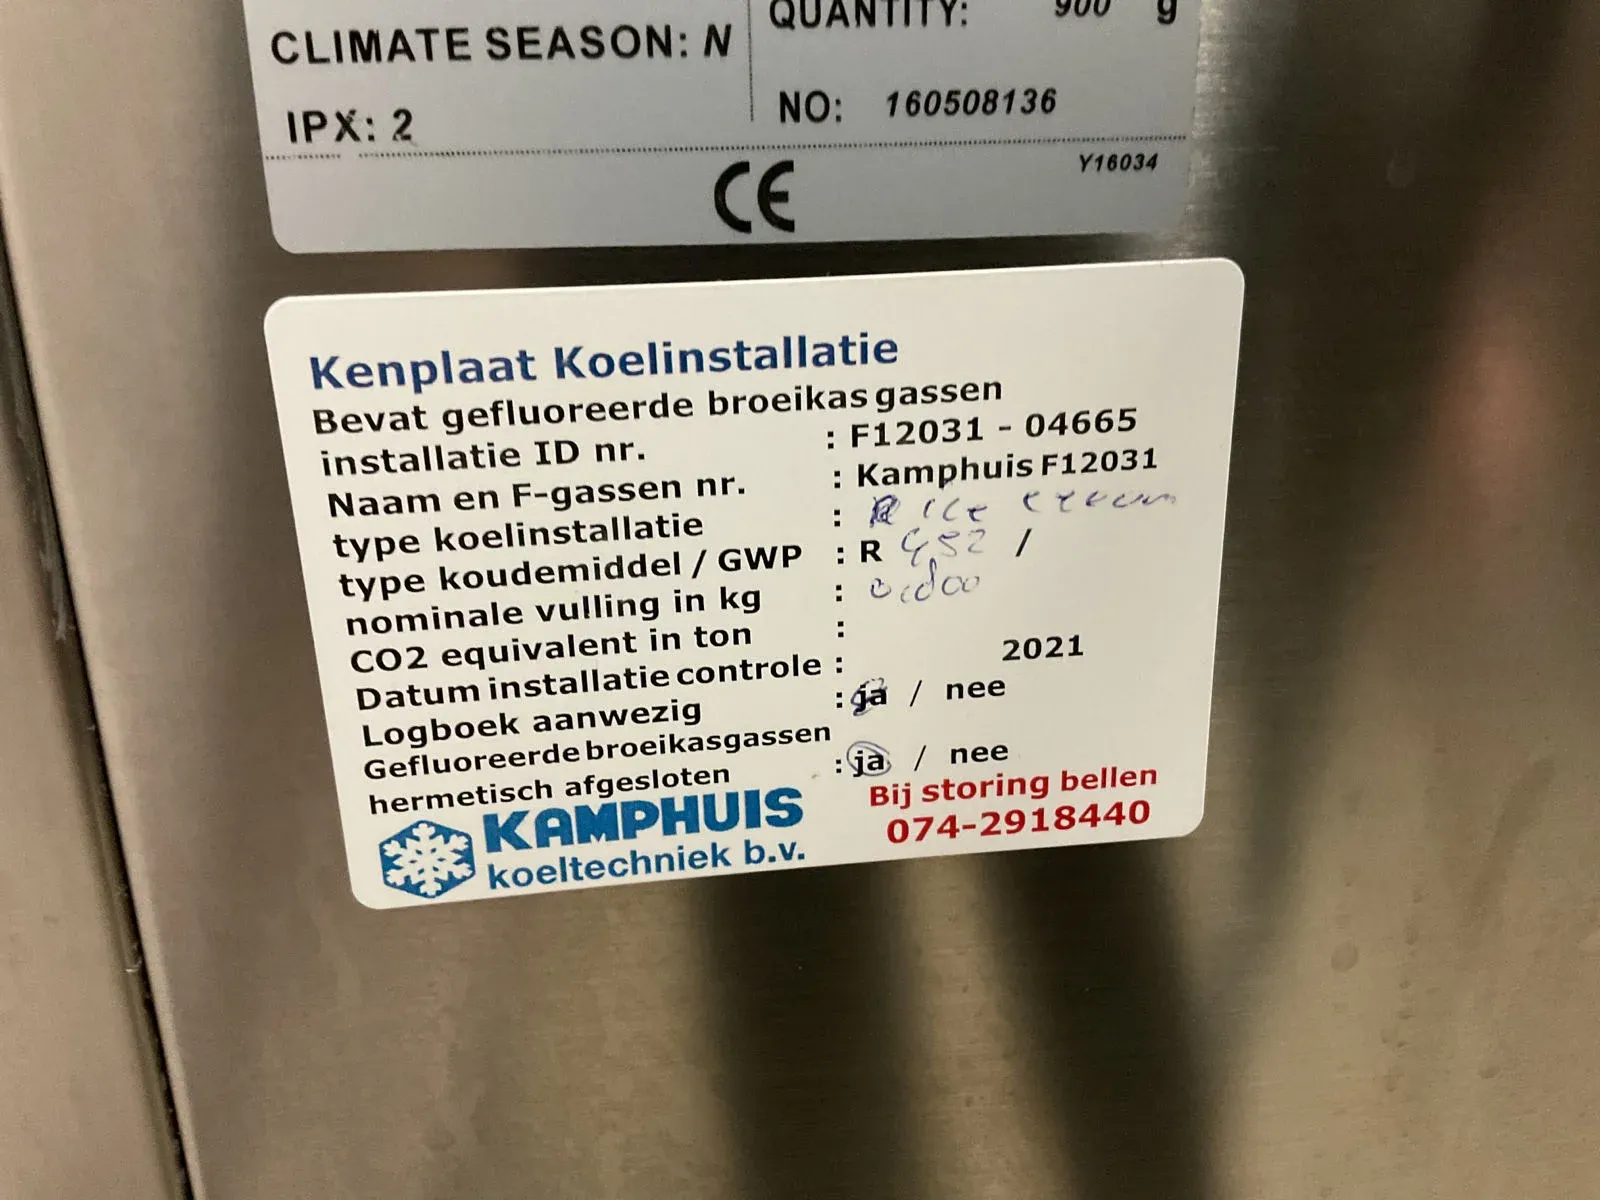 CLIMATE SEASON: N
QUANTITY: 900 g
IPX: 2
NO: 160508136
CE
Y16034
Kenplaat Koelinstallatie
Bevat gefluoreerde broeikasgassen
installatie ID nr. : F12031 - 04665
Naam en F-gassen nr. : Kamphuis F12031
type koelinstallatie :
type koudemiddel / GWP : R 452 /
nominale vulling in kg :
CO2 equivalent in ton :
Datum installatie controle : 2021
Logboek aanwezig : ja / nee
Gefluoreerde broeikasgassen
hermetisch afgesloten : ja / nee
KAMPHUIS
koeltechniek b.v.
Bij storing bellen
074-2918440